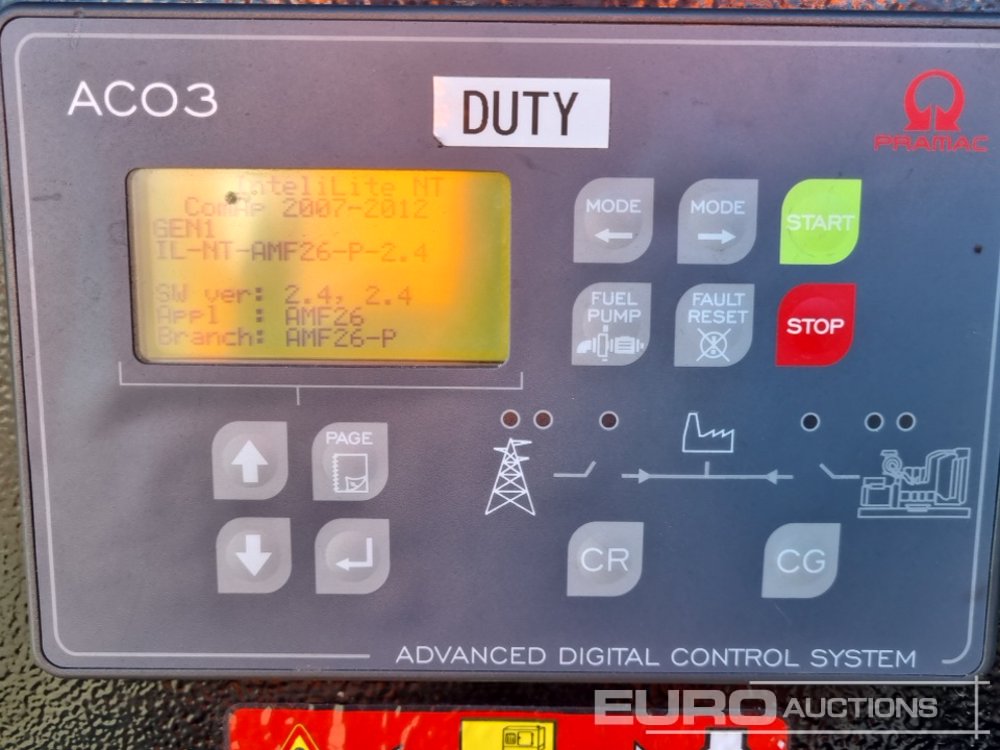 AC03
DUTY
PRAMAC
InteliLite NT
ComAp 2007-2012
GEN1
IL-NT-AMF26-P-2.4
SW ver: 2.4, 2.4
Appl : AMF26
Branch: AMF26-P
MODE
MODE
START
FUEL PUMP
FAULT RESET
STOP
PAGE
CR
CG
ADVANCED DIGITAL CONTROL SYSTEM
EURO AUCTIONS